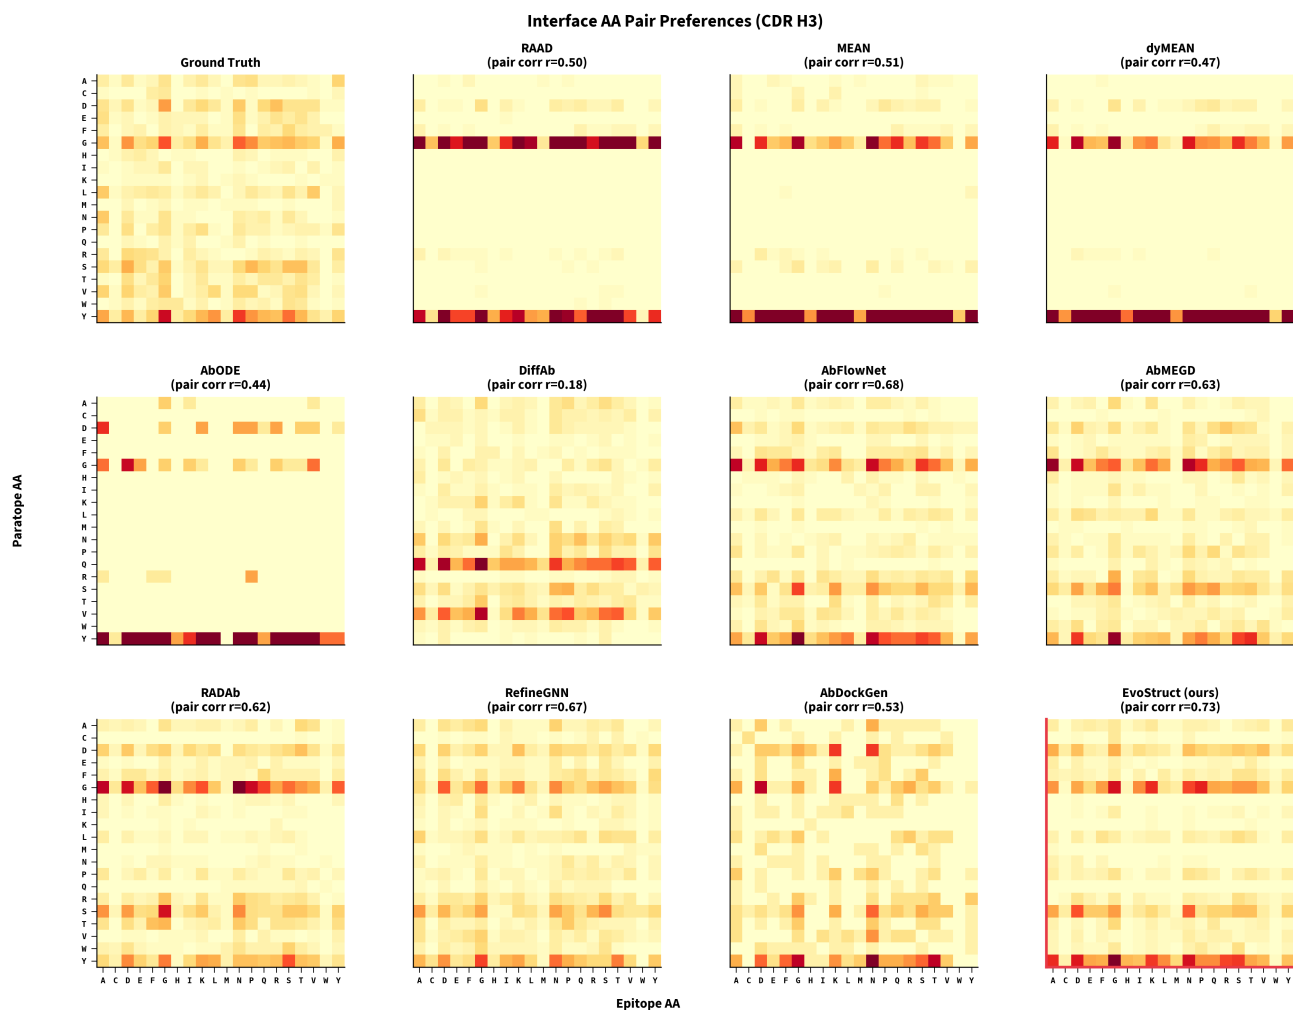 Interface AA Pair Preferences (CDR H3)
Ground Truth
RAAD
(pair corr r=0.50)
MEAN
(pair corr r=0.51)
dyMEAN
(pair corr r=0.47)
A
C
D
E
F
G
H
I
K
L
M
N
P
Q
R
S
T
V
W
Y
AbODE
(pair corr r=0.44)
DiffAb
(pair corr r=0.18)
AbFlowNet
(pair corr r=0.68)
AbMEGD
(pair corr r=0.63)
A
C
D
E
F
G
H
I
K
L
M
N
P
Q
R
S
T
V
W
Y
Paratope AA
RADAb
(pair corr r=0.62)
RefineGNN
(pair corr r=0.67)
AbDockGen
(pair corr r=0.53)
EvoStruct (ours)
(pair corr r=0.73)
A
C
D
E
F
G
H
I
K
L
M
N
P
Q
R
S
T
V
W
Y
A C D E F G H I K L M N P Q R S T V W Y
A C D E F G H I K L M N P Q R S T V W Y
A C D E F G H I K L M N P Q R S T V W Y
A C D E F G H I K L M N P Q R S T V W Y
Epitope AA